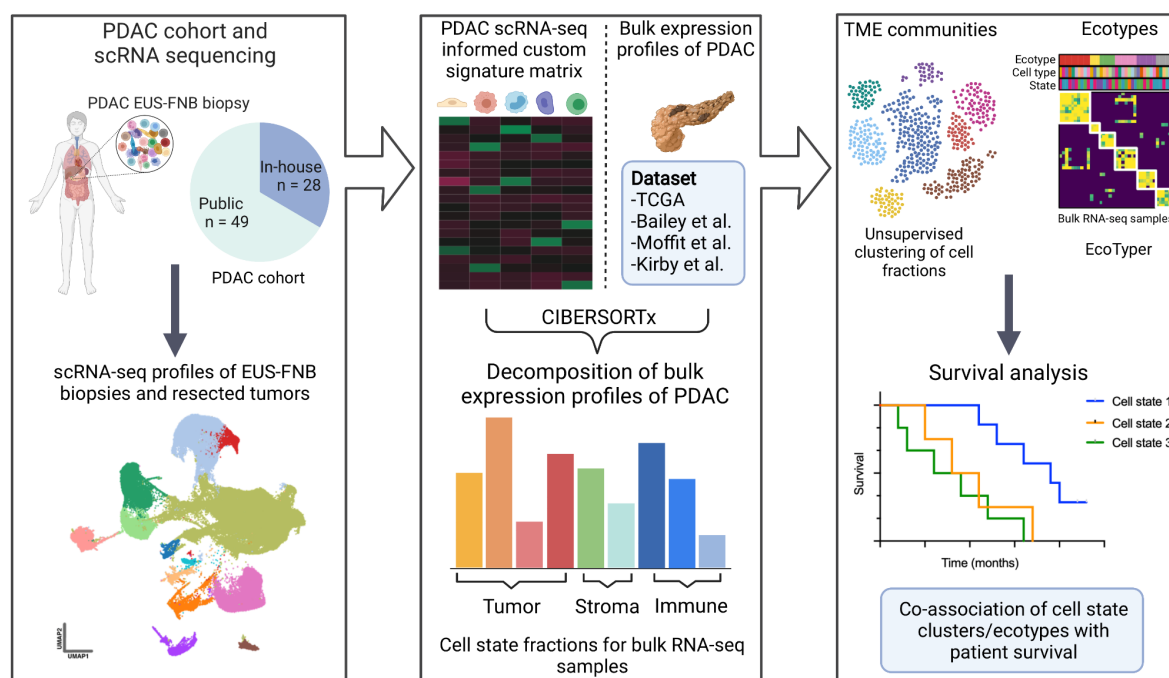 PDAC cohort and
scRNA sequencing
PDAC EUS-FNB biopsy
In-house
n = 28
Public
n = 49
PDAC cohort
scRNA-seq profiles of EUS-FNB
biopsies and resected tumors
UMAP2
UMAP1
PDAC scRNA-seq
informed custom
signature matrix
Bulk expression
profiles of PDAC
Dataset
-TCGA
-Bailey et al.
-Moffit et al.
-Kirby et al.
CIBERSORTx
Decomposition of bulk
expression profiles of PDAC
Tumor
Stroma
Immune
Cell state fractions for bulk RNA-seq
samples
TME communities
Unsupervised
clustering of cell
fractions
Ecotypes
Ecotype
Cell type
State
Bulk RNA-seq samples
EcoTyper
Survival analysis
Cell state 1
Cell state 2
Cell state 3
Survival
Time (months)
Co-association of cell state
clusters/ecotypes with
patient survival